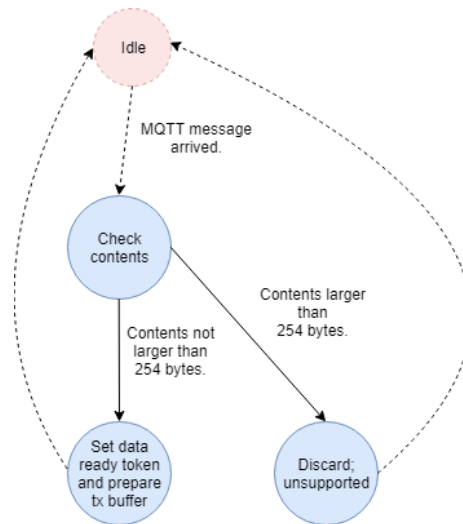 Idle
MQTT message
arrived.
Check
contents
Contents larger
than
254 bytes.
Contents not
larger than
254 bytes.
Set data
ready token
and prepare
tx buffer
Discard;
unsupported